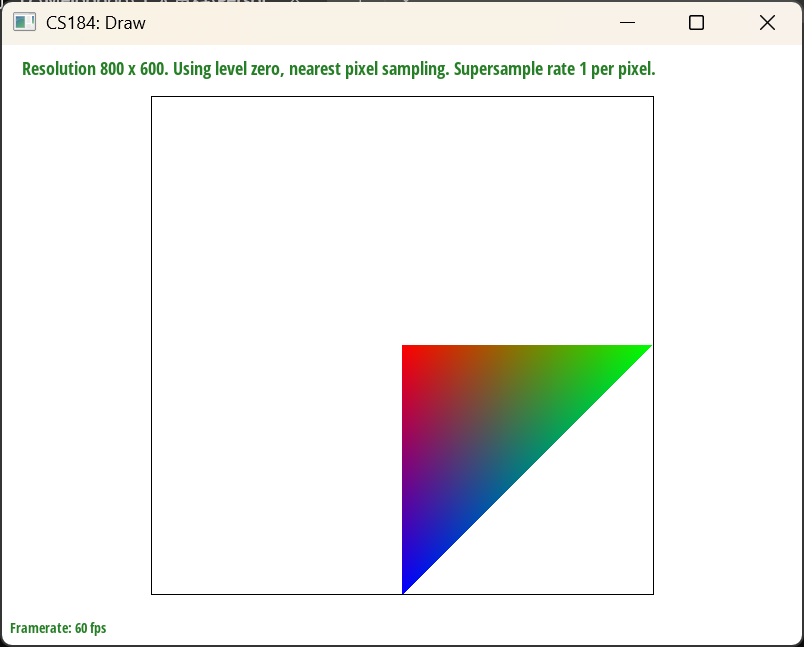 CS184: Draw
Resolution 800 x 600. Using level zero, nearest pixel sampling. Supersample rate 1 per pixel.
Framerate: 60 fps